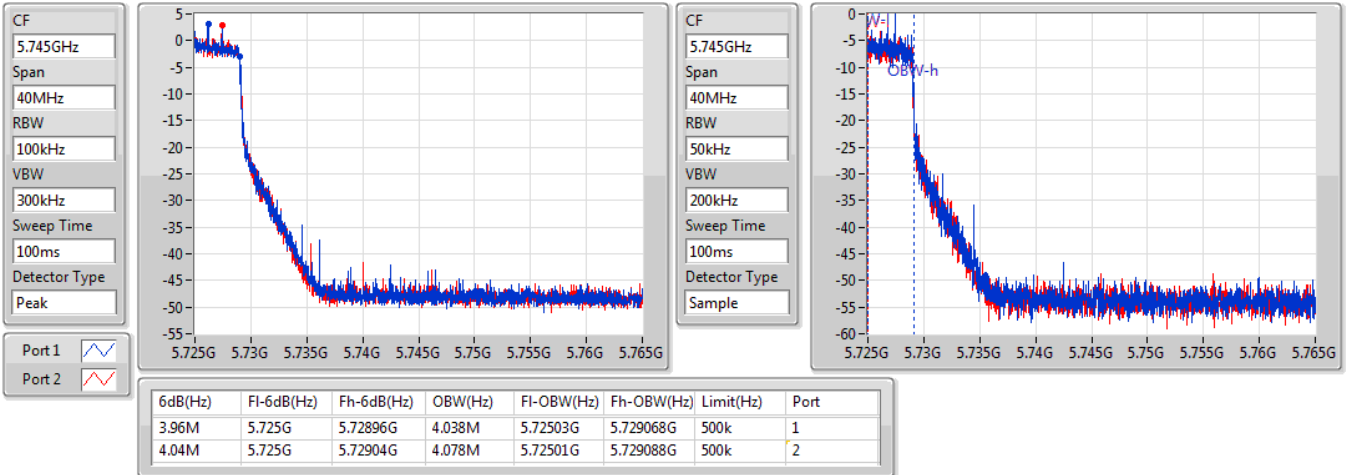 CF
5.745GHz
Span
40MHz
RBW
100kHz
VBW
300kHz
Sweep Time
100ms
Detector Type
Peak
Port 1
Port 2
5
0
-5
-10
-15
-20
-25
-30
-35
-40
-45
-50
-55
5.725G 5.73G 5.735G 5.74G 5.745G 5.75G 5.755G 5.76G 5.765G
CF
5.745GHz
Span
40MHz
RBW
50kHz
VBW
200kHz
Sweep Time
100ms
Detector Type
Sample
0
-5
-10
-15
-20
-25
-30
-35
-40
-45
-50
-55
-60
W-
OBW-h
5.725G 5.73G 5.735G 5.74G 5.745G 5.75G 5.755G 5.76G 5.765G
6dB(Hz) Fl-6dB(Hz) Fh-6dB(Hz) OBW(Hz) Fl-OBW(Hz) Fh-OBW(Hz) Limit(Hz) Port
3.96M 5.725G 5.72896G 4.038M 5.72503G 5.729068G 500k 1
4.04M 5.725G 5.72904G 4.078M 5.72501G 5.729088G 500k 2